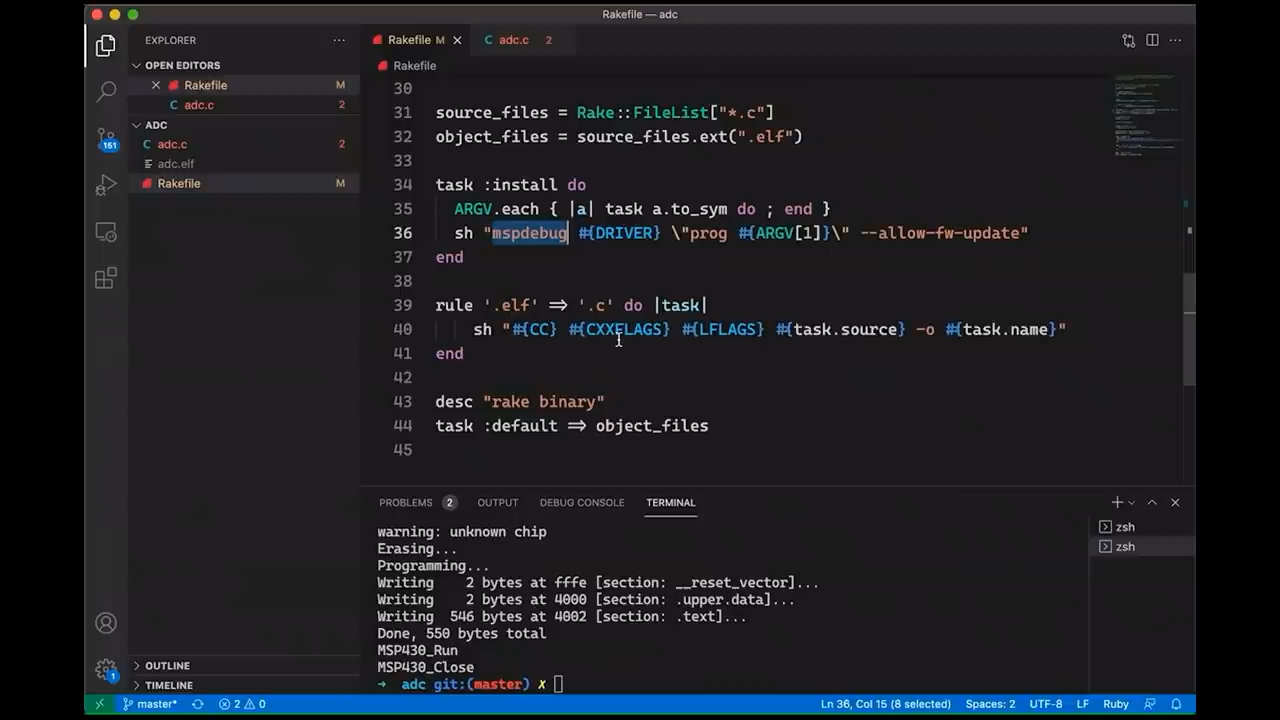 Rakefile — adc
EXPLORER
OPEN EDITORS
Rakefile M
adc.c 2
ADC
adc.c 2
adc.elf
Rakefile M
OUTLINE
TIMELINE
151
1
Rakefile M
adc.c 2
Rakefile
30
31 source_files = Rake::FileList["*.c"]
32 object_files = source_files.ext(".elf")
33
34 task :install do
35 ARGV.each { |a| task a.to_sym do ; end }
36 sh "mspdebug #{DRIVER} \"prog #{ARGV[1]}\" --allow-fw-update"
37 end
38
39 rule '.elf' => '.c' do |task|
40 sh "#{CC} #{CXXFLAGS} #{LFLAGS} #{task.source} -o #{task.name}"
41 end
42
43 desc "rake binary"
44 task :default => object_files
45
PROBLEMS 2 OUTPUT DEBUG CONSOLE TERMINAL
warning: unknown chip
Erasing...
Programming...
Writing 2 bytes at fffe [section: __reset_vector]...
Writing 2 bytes at 4000 [section: .upper.data]...
Writing 546 bytes at 4002 [section: .text]...
Done, 550 bytes total
MSP430_Run
MSP430_Close
→ adc git:(master) ✗
zsh
zsh
master* 2 0 Ln 36, Col 15 (8 selected) Spaces: 2 UTF-8 LF Ruby